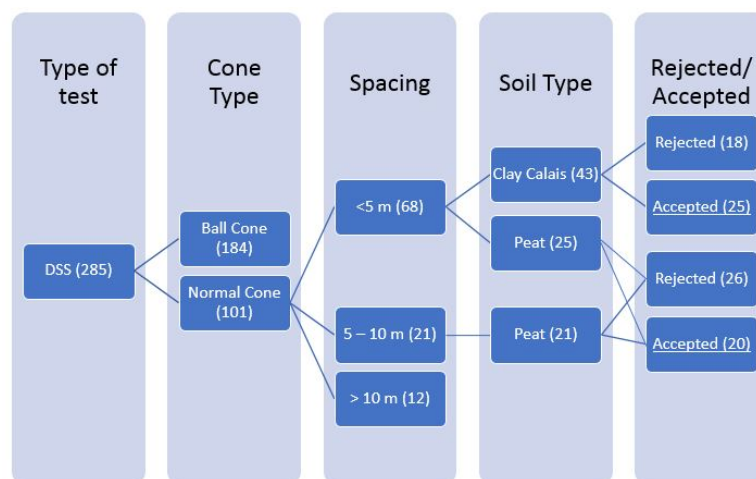 Type of
test
Cone
Type
Spacing
Soil Type
Rejected/
Accepted
DSS (285)
Ball Cone
(184)
Normal Cone
(101)
<5 m (68)
5 – 10 m (21)
> 10 m (12)
Clay Calais (43)
Peat (25)
Peat (21)
Rejected (18)
Accepted (25)
Rejected (26)
Accepted (20)